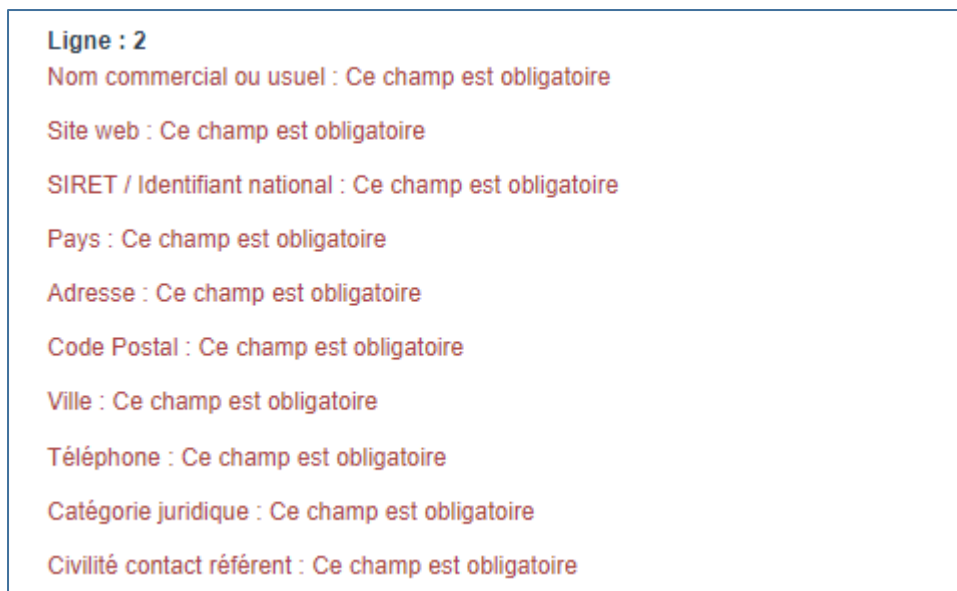 Ligne : 2
Nom commercial ou usuel : Ce champ est obligatoire
Site web : Ce champ est obligatoire
SIRET / Identifiant national : Ce champ est obligatoire
Pays : Ce champ est obligatoire
Adresse : Ce champ est obligatoire
Code Postal : Ce champ est obligatoire
Ville : Ce champ est obligatoire
Téléphone : Ce champ est obligatoire
Catégorie juridique : Ce champ est obligatoire
Civilité contact référent : Ce champ est obligatoire